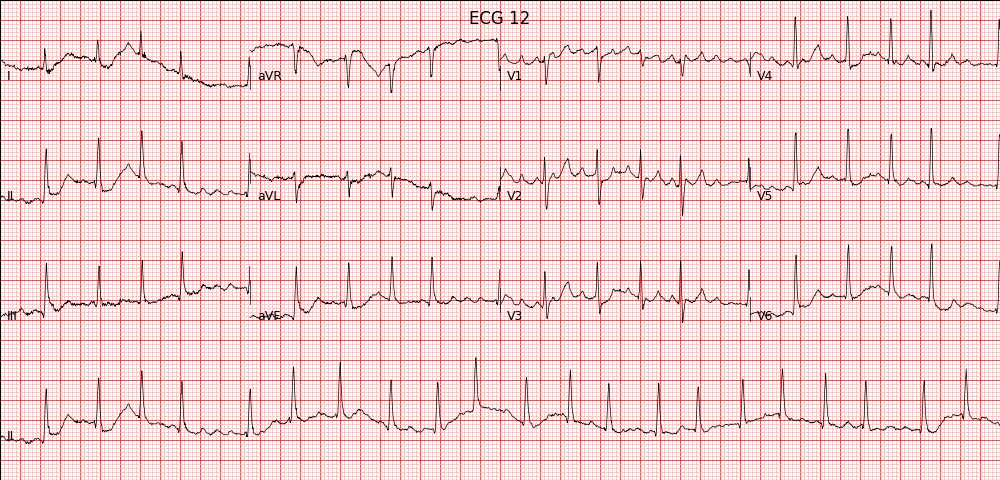 ECG 12
I aVR V1 V4
II aVL V2 V5
III aVF V3 V6
II